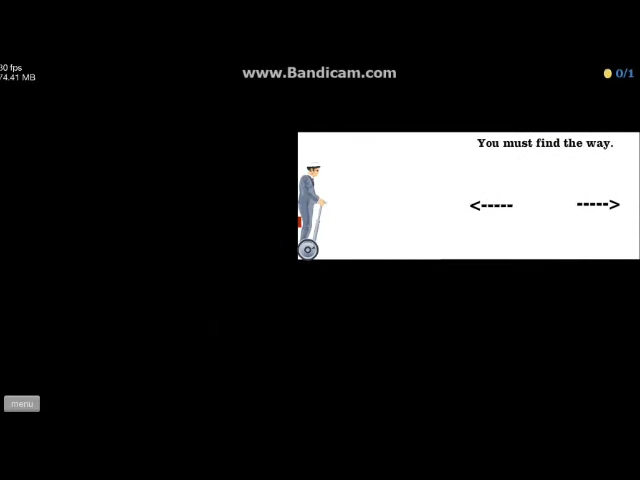 30 fps
74.41 MB
www.Bandicam.com
0/1
You must find the way.
<-----
----->
menu